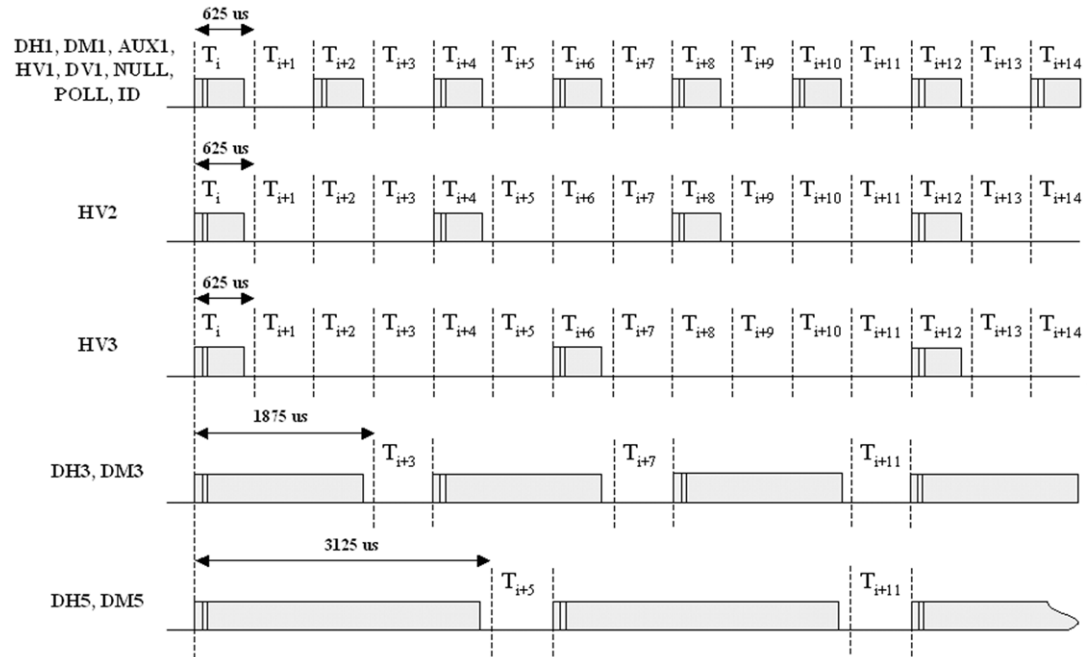 625 us
DH1, DM1, AUX1,
HV1, DV1, NULL,
POLL, ID
Ti Ti+1 Ti+2 Ti+3 Ti+4 Ti+5 Ti+6 Ti+7 Ti+8 Ti+9 Ti+10 Ti+11 Ti+12 Ti+13 Ti+14
625 us
HV2
Ti Ti+1 Ti+2 Ti+3 Ti+4 Ti+5 Ti+6 Ti+7 Ti+8 Ti+9 Ti+10 Ti+11 Ti+12 Ti+13 Ti+14
625 us
HV3
Ti Ti+1 Ti+2 Ti+3 Ti+4 Ti+5 Ti+6 Ti+7 Ti+8 Ti+9 Ti+10 Ti+11 Ti+12 Ti+13 Ti+14
1875 us
DH3, DM3
Ti+3 Ti+7 Ti+11
3125 us
DH5, DM5
Ti+5 Ti+11